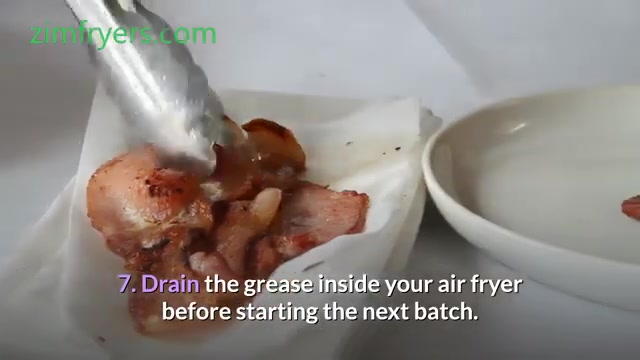 zimfryers.com
7. Drain the grease inside your air fryer
before starting the next batch.